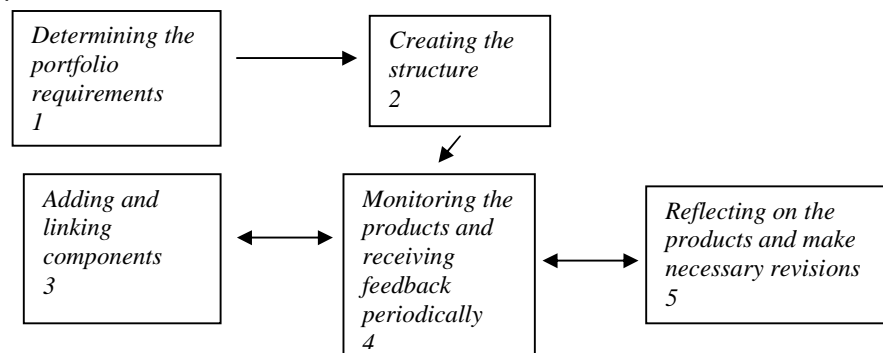 Determining the
portfolio
requirements
1
Creating the
structure
2
Adding and
linking
components
3
Monitoring the
products and
receiving
feedback
periodically
4
Reflecting on the
products and make
necessary revisions
5